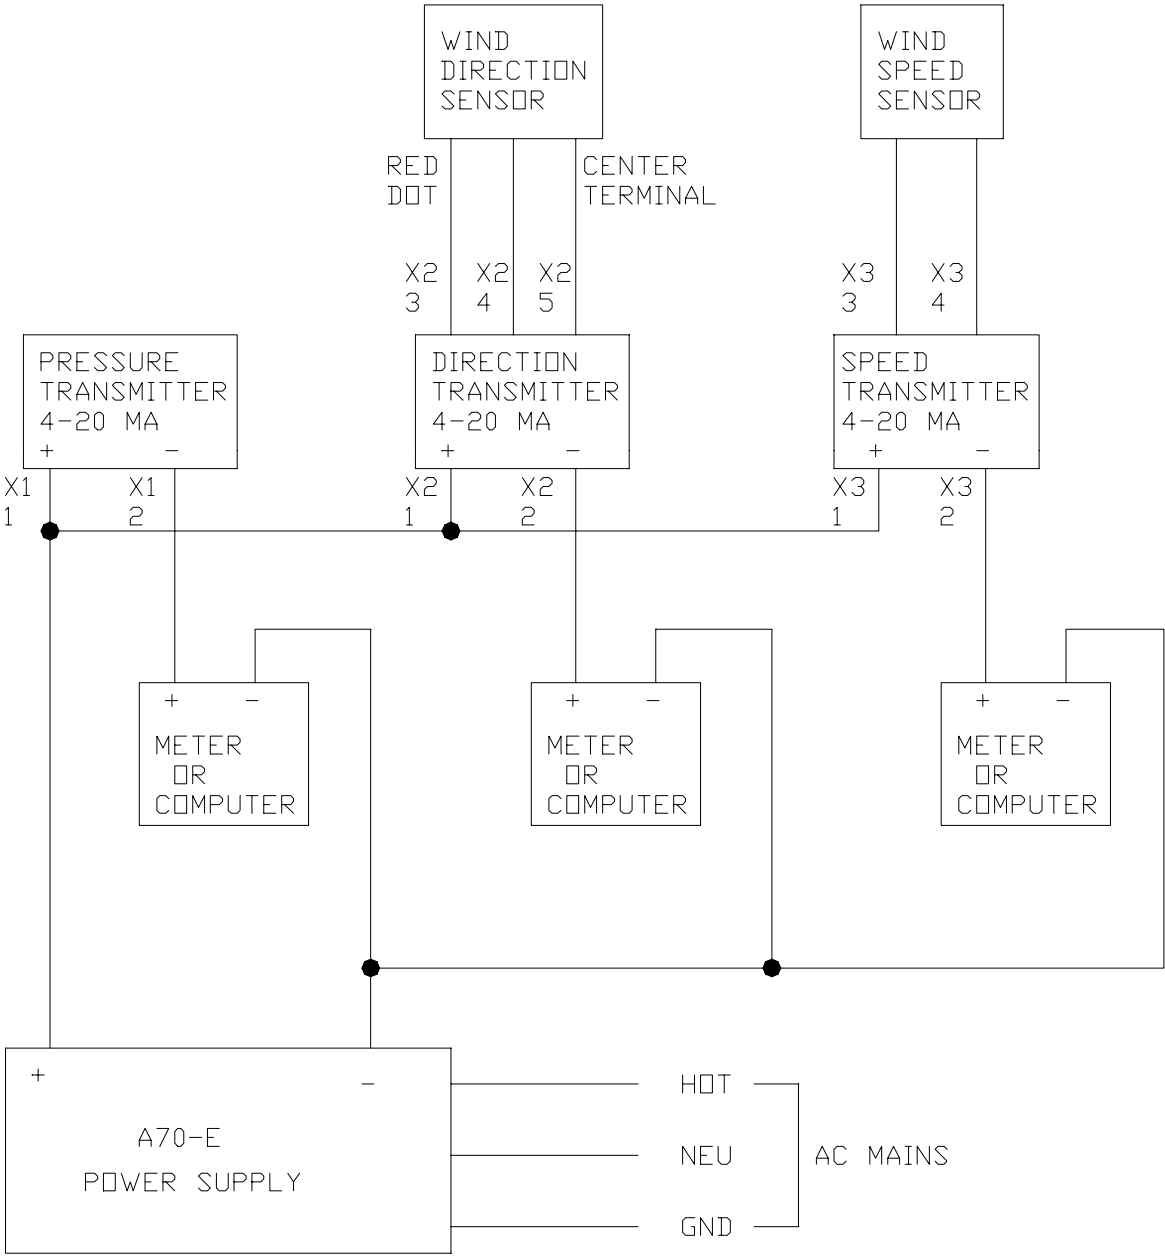 WIND
DIRECTION
SENSOR
WIND
SPEED
SENSOR
RED
DOT
CENTER
TERMINAL
X2
3
X2
4
X2
5
X3
3
X3
4
PRESSURE
TRANSMITTER
4-20 MA
+ -
DIRECTION
TRANSMITTER
4-20 MA
+ -
SPEED
TRANSMITTER
4-20 MA
+ -
X1
1
X1
2
X2
1
X2
2
X3
1
X3
2
+ -
METER
OR
COMPUTER
+ -
METER
OR
COMPUTER
+ -
METER
OR
COMPUTER
+ -
A70-E
POWER SUPPLY
HOT
NEU
GND
AC MAINS